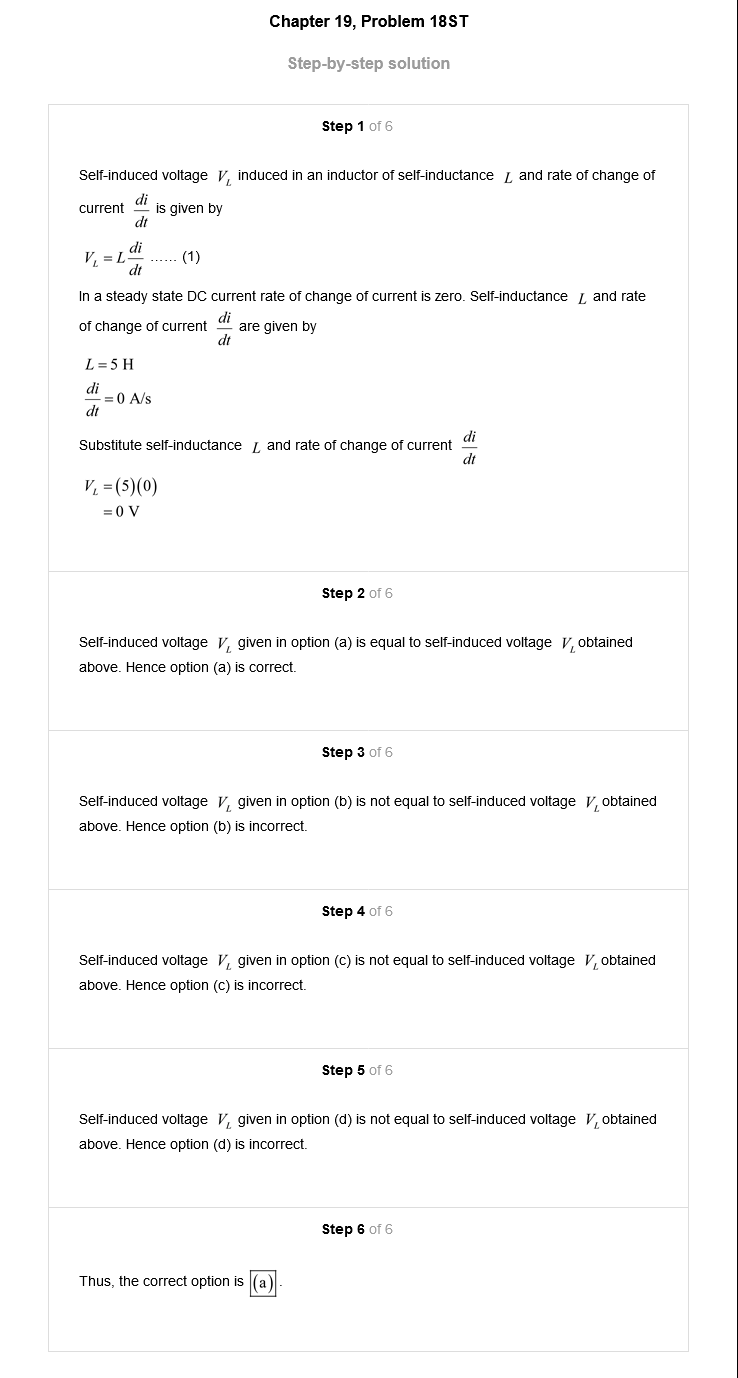 Chapter 19, Problem 18ST
Step-by-step solution
Step 1 of 6
Self-induced voltage V_L induced in an inductor of self-inductance L and rate of change of
current di/dt is given by
V_L = L di/dt ...... (1)
In a steady state DC current rate of change of current is zero. Self-inductance L and rate
of change of current di/dt are given by
L = 5 H
di/dt = 0 A/s
Substitute self-inductance L and rate of change of current di/dt
V_L = (5)(0)
= 0 V
Step 2 of 6
Self-induced voltage V_L given in option (a) is equal to self-induced voltage V_L obtained
above. Hence option (a) is correct.
Step 3 of 6
Self-induced voltage V_L given in option (b) is not equal to self-induced voltage V_L obtained
above. Hence option (b) is incorrect.
Step 4 of 6
Self-induced voltage V_L given in option (c) is not equal to self-induced voltage V_L obtained
above. Hence option (c) is incorrect.
Step 5 of 6
Self-induced voltage V_L given in option (d) is not equal to self-induced voltage V_L obtained
above. Hence option (d) is incorrect.
Step 6 of 6
Thus, the correct option is (a).